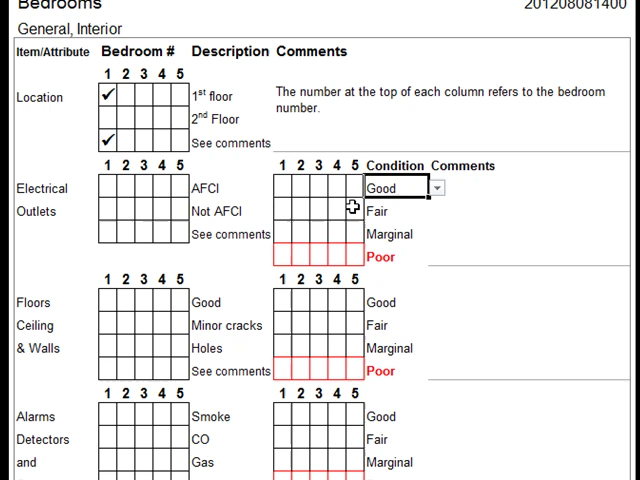 Bedrooms 201208081400
General, Interior
Item/Attribute Bedroom # Description Comments
1 2 3 4 5
Location ✓ 1st floor The number at the top of each column refers to the bedroom
2nd Floor number.
✓ See comments
1 2 3 4 5 1 2 3 4 5 Condition Comments
Electrical AFCI Good
Outlets Not AFCI Fair
See comments Marginal
Poor
1 2 3 4 5 1 2 3 4 5
Floors Good Good
Ceiling Minor cracks Fair
& Walls Holes Marginal
See comments Poor
1 2 3 4 5 1 2 3 4 5
Alarms Smoke Good
Detectors CO Fair
and Gas Marginal